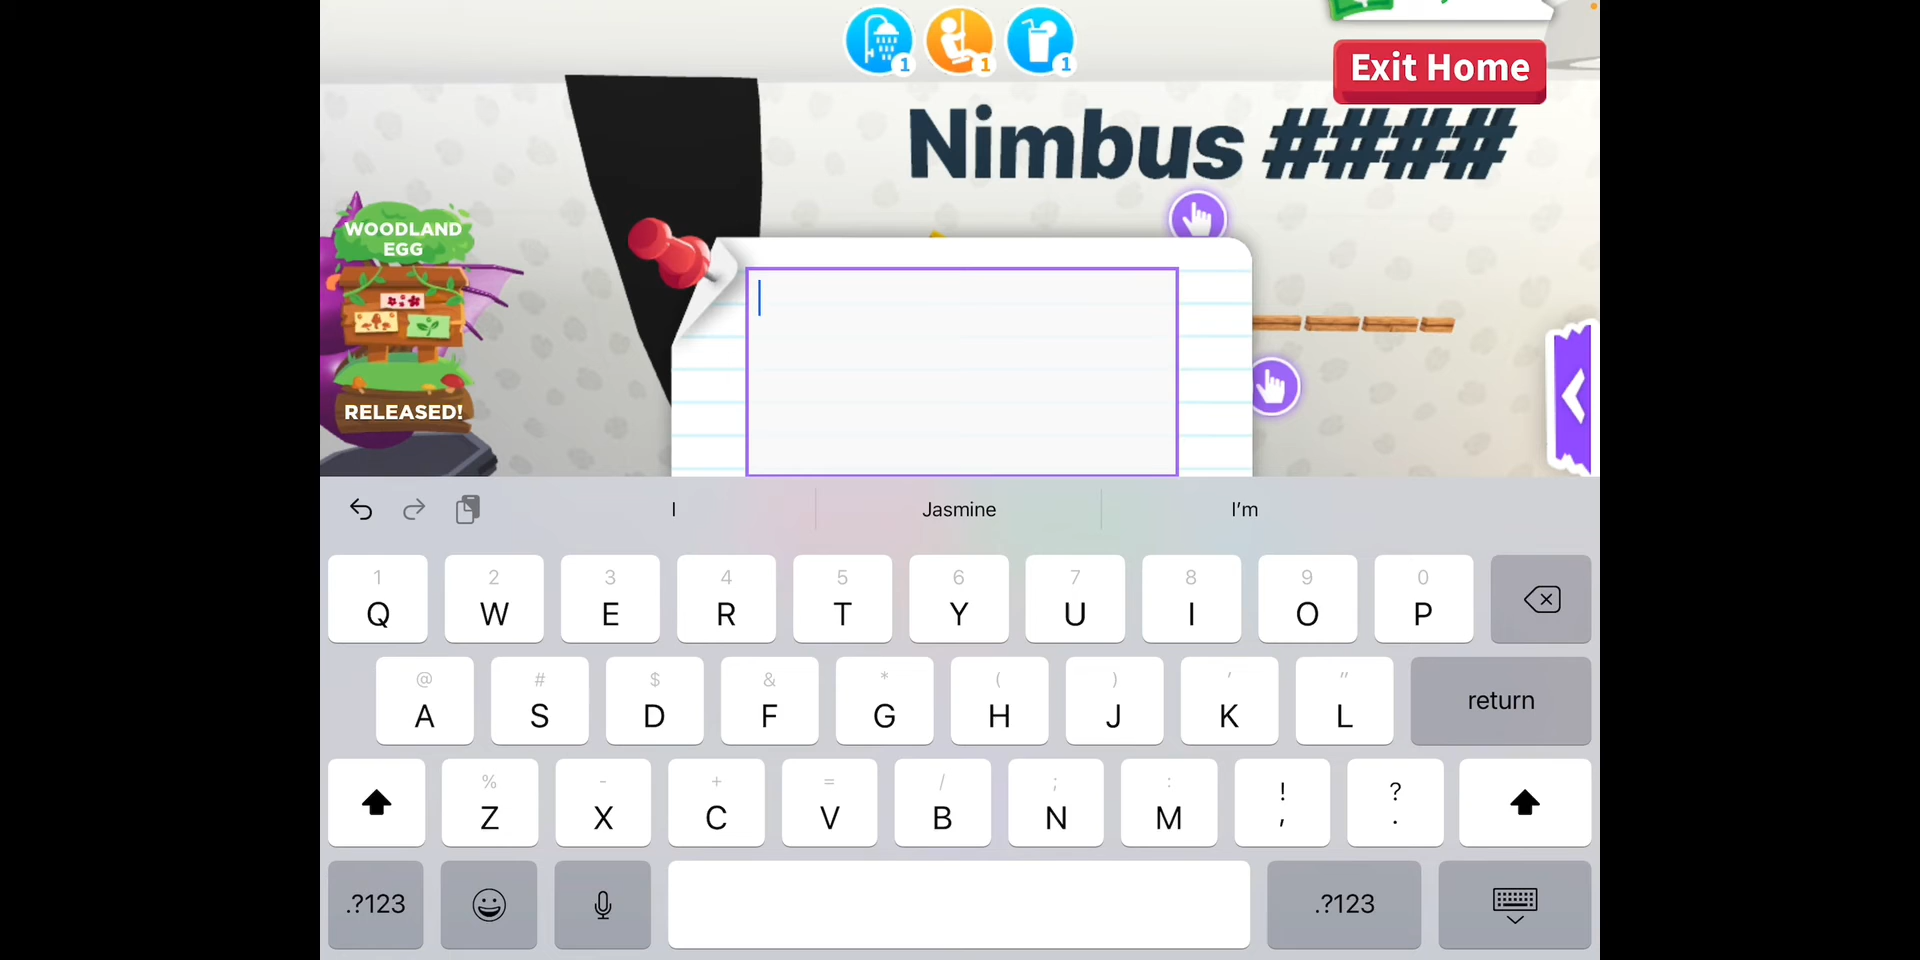 1 1 1
Exit Home
Nimbus ####
WOODLAND
EGG
RELEASED!
I Jasmine I'm
1 2 3 4 5 6 7 8 9 0
Q W E R T Y U I O P
@ # $ & * ( ) ' "
A S D F G H J K L return
% - + = / ; : ! ?
Z X C V B N M , .
.?123 .?123